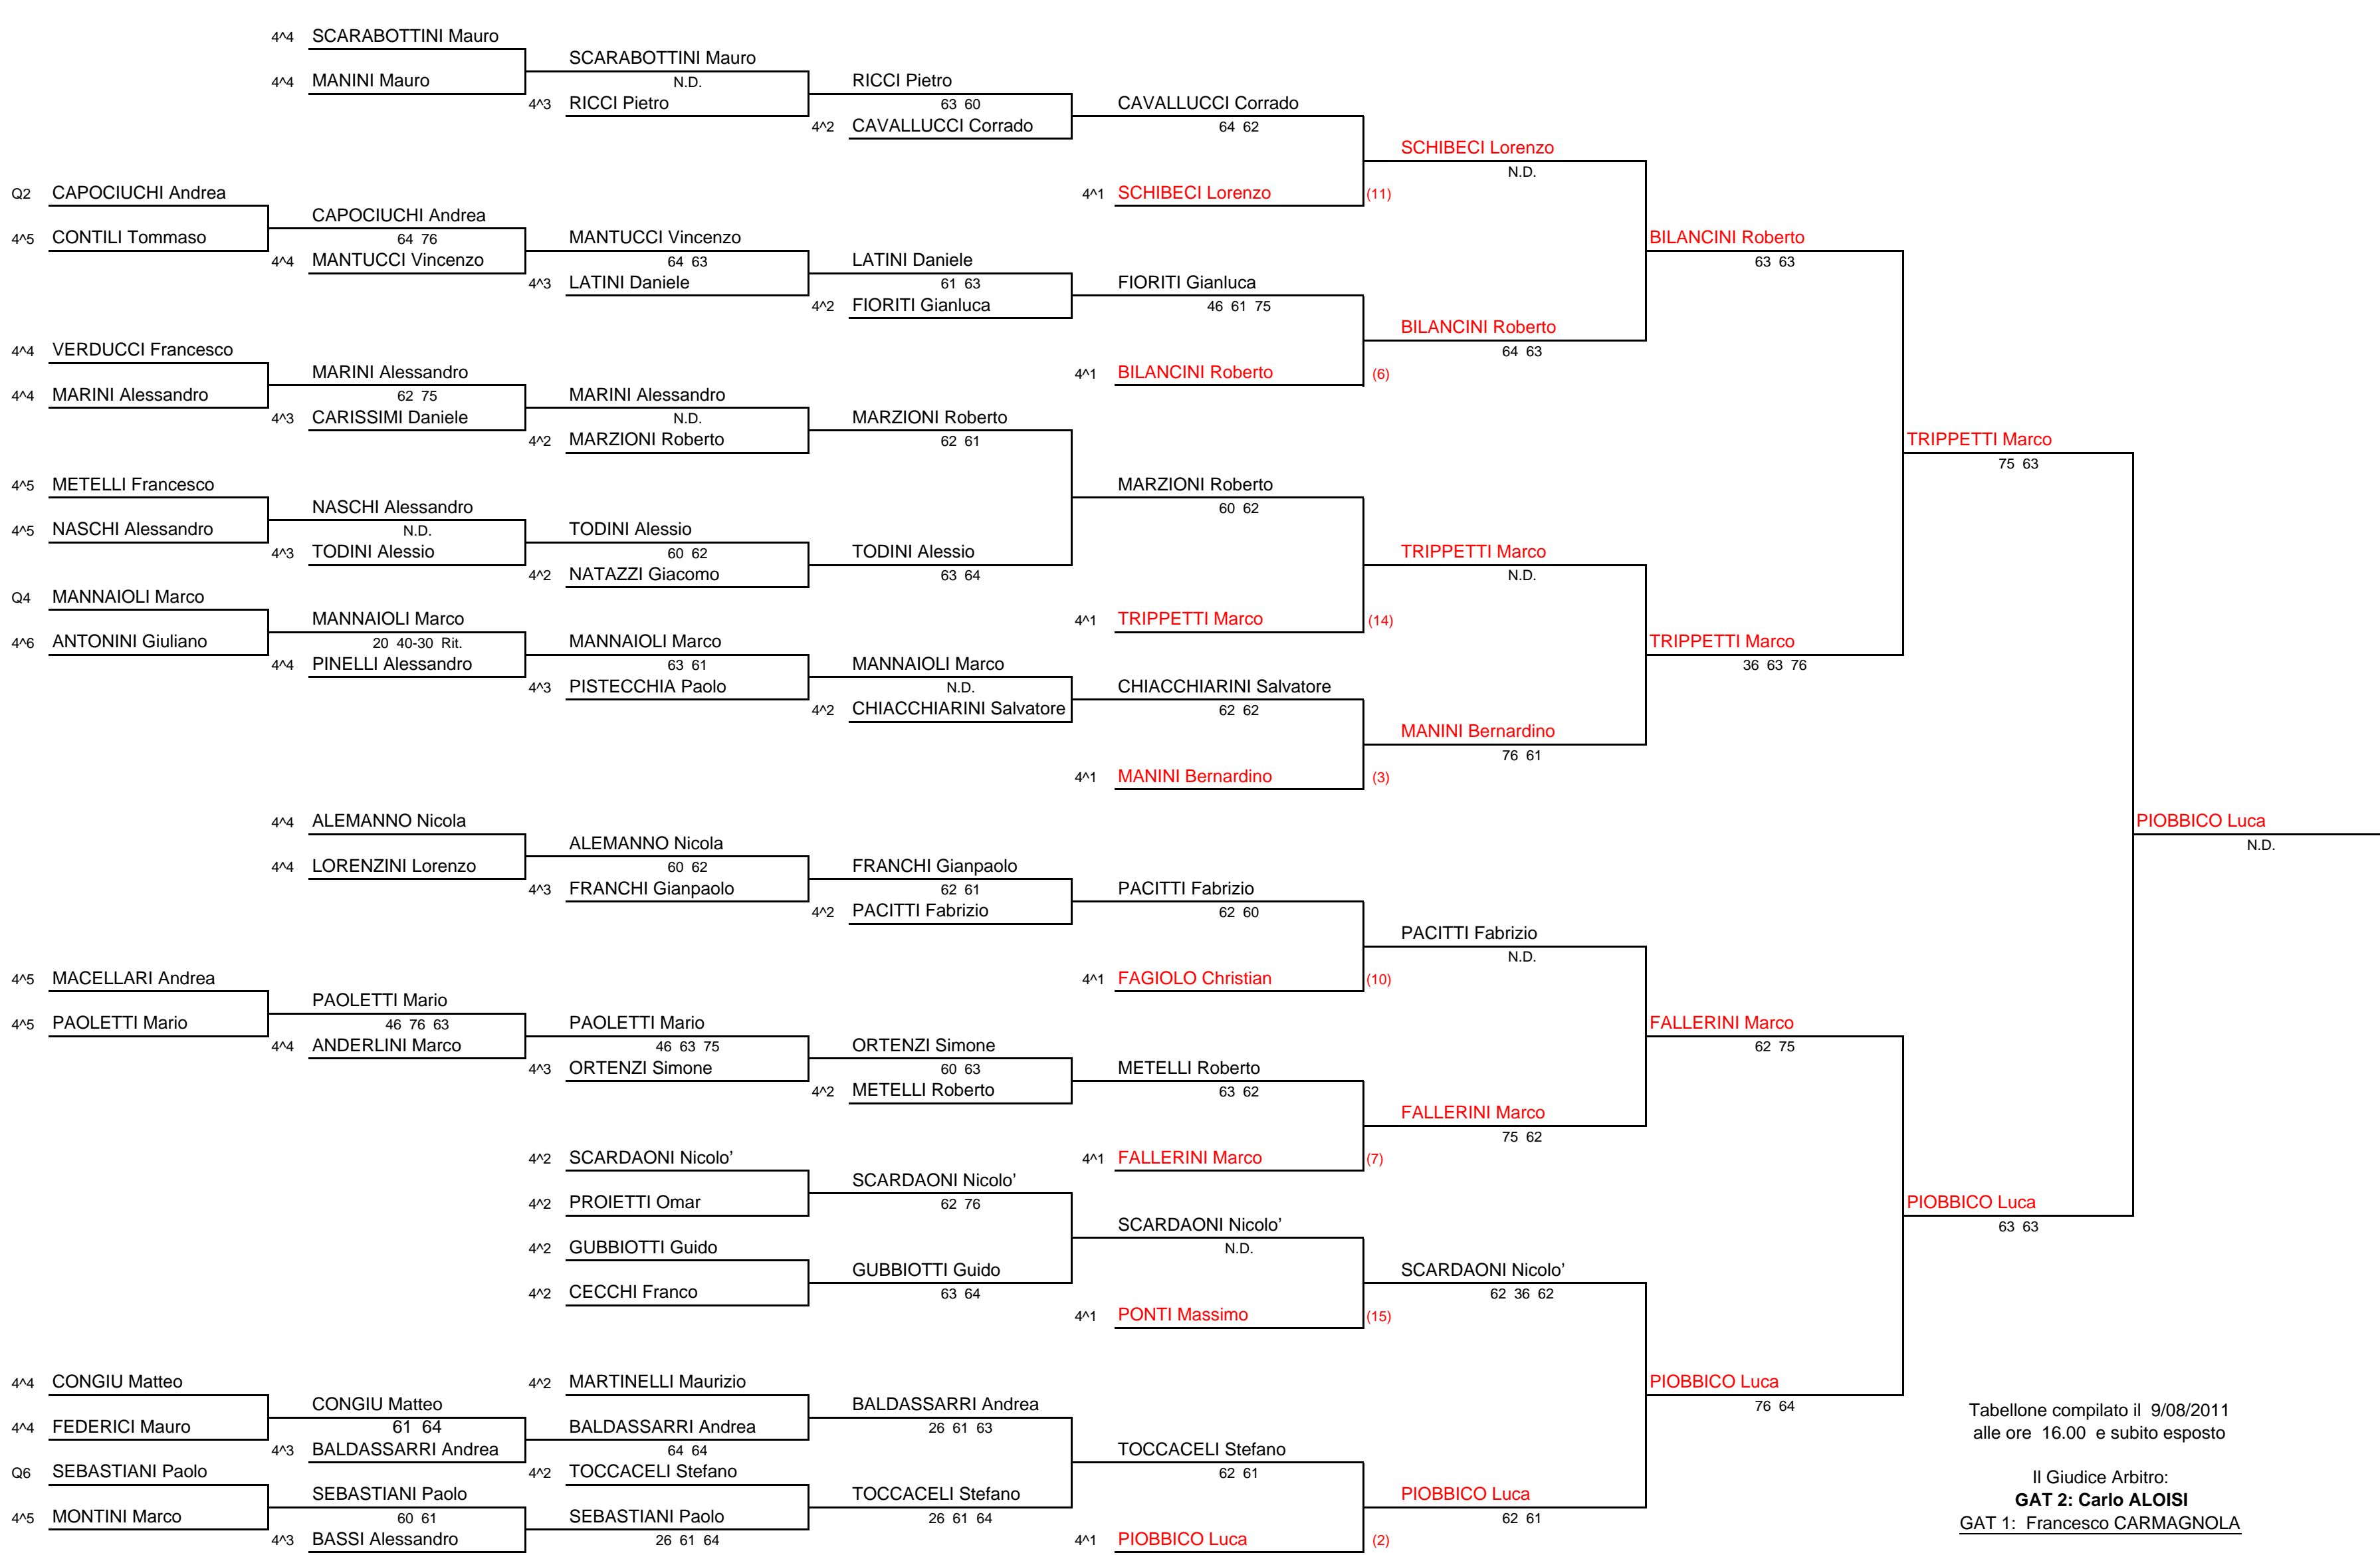 4^4 SCARABOTTINI Mauro
SCARABOTTINI Mauro
4^4 MANINI Mauro
N.D.
RICCI Pietro
4^3 RICCI Pietro
63 60
CAVALLUCCI Corrado
4^2 CAVALLUCCI Corrado
64 62
SCHIBECI Lorenzo
N.D.
Q2 CAPOCIUCHI Andrea
4^1 SCHIBECI Lorenzo (11)
CAPOCIUCHI Andrea
4^5 CONTILI Tommaso
64 76
MANTUCCI Vincenzo
BILANCINI Roberto
4^4 MANTUCCI Vincenzo
64 63
LATINI Daniele
63 63
4^3 LATINI Daniele
61 63
FIORITI Gianluca
4^2 FIORITI Gianluca
46 61 75
BILANCINI Roberto
4^4 VERDUCCI Francesco
64 63
MARINI Alessandro
4^1 BILANCINI Roberto (6)
4^4 MARINI Alessandro
62 75
MARINI Alessandro
4^3 CARISSIMI Daniele
N.D.
MARZIONI Roberto
4^2 MARZIONI Roberto
62 61
TRIPPETTI Marco
75 63
4^5 METELLI Francesco
MARZIONI Roberto
NASCHI Alessandro
60 62
4^5 NASCHI Alessandro
N.D.
TODINI Alessio
4^3 TODINI Alessio
60 62
TODINI Alessio
TRIPPETTI Marco
4^2 NATAZZI Giacomo
63 64
N.D.
Q4 MANNAIOLI Marco
MANNAIOLI Marco
4^1 TRIPPETTI Marco (14)
4^6 ANTONINI Giuliano
20 40-30 Rit.
MANNAIOLI Marco
TRIPPETTI Marco
4^4 PINELLI Alessandro
63 61
MANNAIOLI Marco
36 63 76
4^3 PISTECCHIA Paolo
N.D.
CHIACCHIARINI Salvatore
4^2 CHIACCHIARINI Salvatore
62 62
MANINI Bernardino
76 61
4^1 MANINI Bernardino (3)
4^4 ALEMANNO Nicola
PIOBBICO Luca
ALEMANNO Nicola
N.D.
4^4 LORENZINI Lorenzo
60 62
FRANCHI Gianpaolo
4^3 FRANCHI Gianpaolo
62 61
PACITTI Fabrizio
4^2 PACITTI Fabrizio
62 60
PACITTI Fabrizio
N.D.
4^5 MACELLARI Andrea
4^1 FAGIOLO Christian (10)
PAOLETTI Mario
4^5 PAOLETTI Mario
46 76 63
PAOLETTI Mario
FALLERINI Marco
4^4 ANDERLINI Marco
46 63 75
ORTENZI Simone
62 75
4^3 ORTENZI Simone
60 63
METELLI Roberto
4^2 METELLI Roberto
63 62
FALLERINI Marco
75 62
4^2 SCARDAONI Nicolo'
4^1 FALLERINI Marco (7)
SCARDAONI Nicolo'
4^2 PROIETTI Omar
62 76
PIOBBICO Luca
63 63
SCARDAONI Nicolo'
4^2 GUBBIOTTI Guido
N.D.
GUBBIOTTI Guido
SCARDAONI Nicolo'
4^2 CECCHI Franco
63 64
62 36 62
4^1 PONTI Massimo (15)
4^4 CONGIU Matteo
4^2 MARTINELLI Maurizio
PIOBBICO Luca
CONGIU Matteo
BALDASSARRI Andrea
76 64
4^4 FEDERICI Mauro
61 64
BALDASSARRI Andrea
26 61 63
4^3 BALDASSARRI Andrea
64 64
TOCCACELI Stefano
Q6 SEBASTIANI Paolo
4^2 TOCCACELI Stefano
62 61
SEBASTIANI Paolo
TOCCACELI Stefano
PIOBBICO Luca
4^5 MONTINI Marco
60 61
SEBASTIANI Paolo
26 61 64
62 61
4^3 BASSI Alessandro
26 61 64
4^1 PIOBBICO Luca (2)
Tabellone compilato il 9/08/2011
alle ore 16.00 e subito esposto
Il Giudice Arbitro:
GAT 2: Carlo ALOISI
GAT 1: Francesco CARMAGNOLA